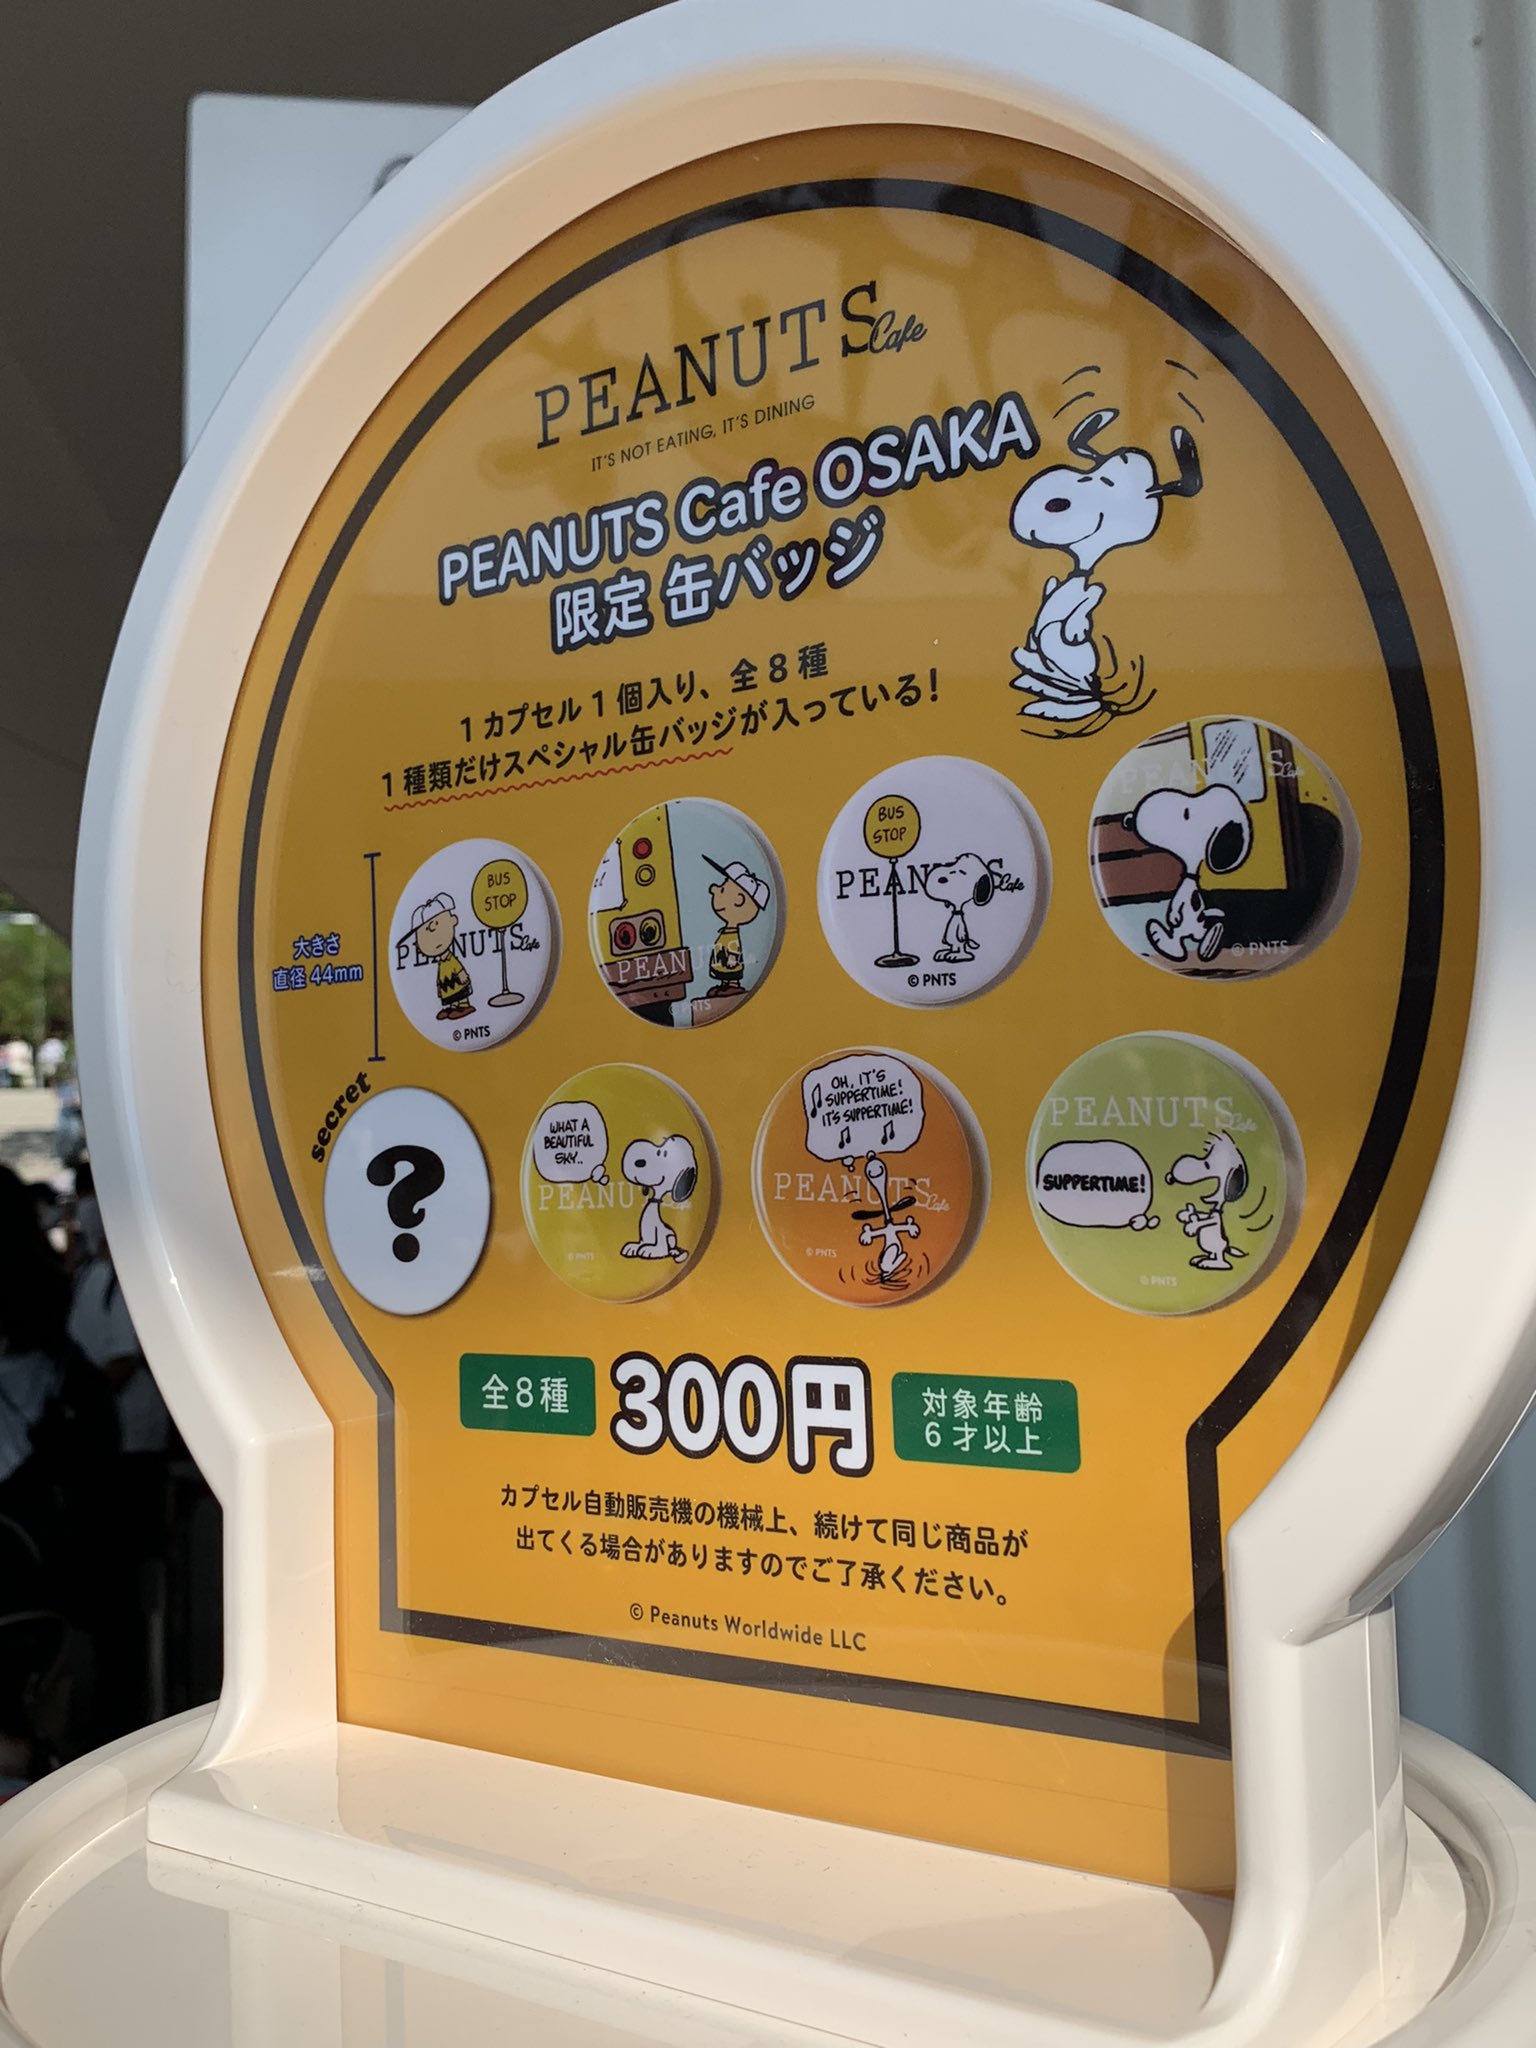 PEANUTS Cafe
IT'S NOT EATING, IT'S DINING
PEANUTS Cafe OSAKA
限定 缶バッジ
1カプセル1個入り、全8種
1種類だけスペシャル缶バッジが入っている!
大きさ
直径 44mm
BUS
STOP
PEANUTS Cafe
© PNTS
PEANUTS
© PNTS
BUS
STOP
PEANUTS Cafe
© PNTS
PEANUTS Cafe
© PNTS
secret
?
WHAT A
BEAUTIFUL
SKY..
PEANU
© PNTS
OH, IT'S
SUPPERTIME!
IT'S SUPPERTIME!
PEANUTS Cafe
© PNTS
PEANUTS Cafe
SUPPERTIME!
© PNTS
全8種
300円
対象年齢
6才以上
カプセル自動販売機の機械上、続けて同じ商品が
出てくる場合がありますのでご了承ください。
© Peanuts Worldwide LLC